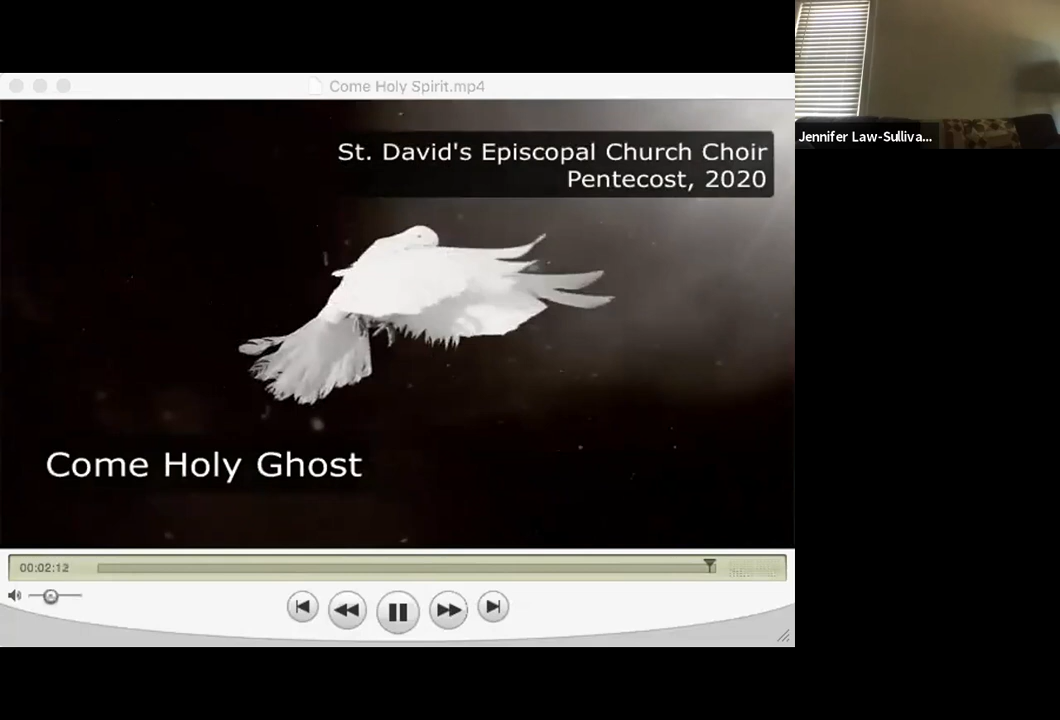 Come Holy Spirit.mp4
St. David's Episcopal Church Choir
Pentecost, 2020
Jennifer Law-Sulliva...
Come Holy Ghost
00:02:12